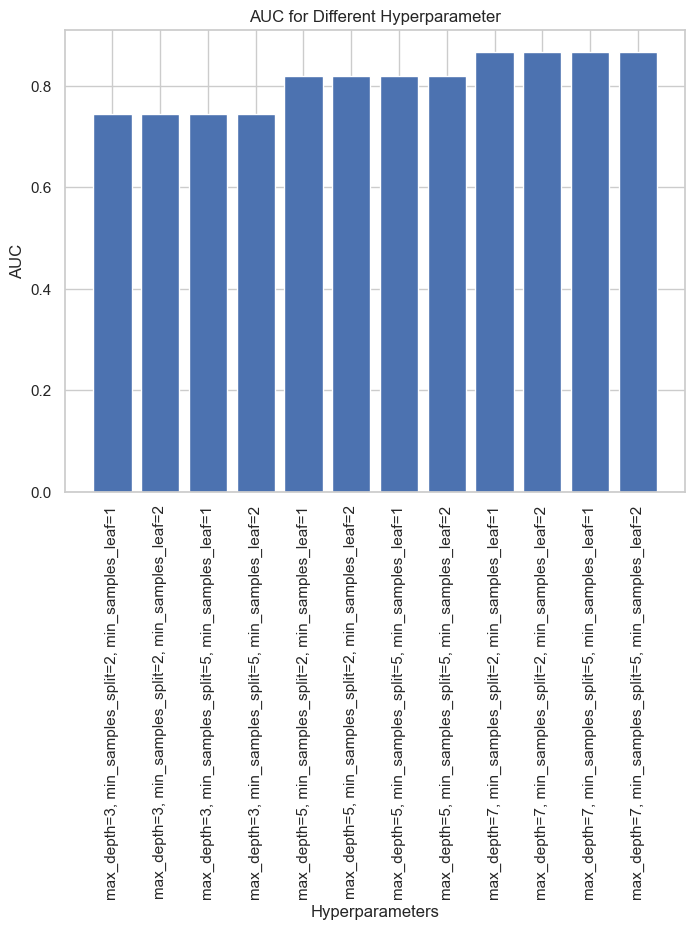 AUC for Different Hyperparameter
AUC
0.8
0.6
0.4
0.2
0.0
max_depth=3, min_samples_split=2, min_samples_leaf=1
max_depth=3, min_samples_split=2, min_samples_leaf=2
max_depth=3, min_samples_split=5, min_samples_leaf=1
max_depth=3, min_samples_split=5, min_samples_leaf=2
max_depth=5, min_samples_split=2, min_samples_leaf=1
max_depth=5, min_samples_split=2, min_samples_leaf=2
max_depth=5, min_samples_split=5, min_samples_leaf=1
max_depth=5, min_samples_split=5, min_samples_leaf=2
max_depth=7, min_samples_split=2, min_samples_leaf=1
max_depth=7, min_samples_split=2, min_samples_leaf=2
max_depth=7, min_samples_split=5, min_samples_leaf=1
max_depth=7, min_samples_split=5, min_samples_leaf=2
Hyperparameters